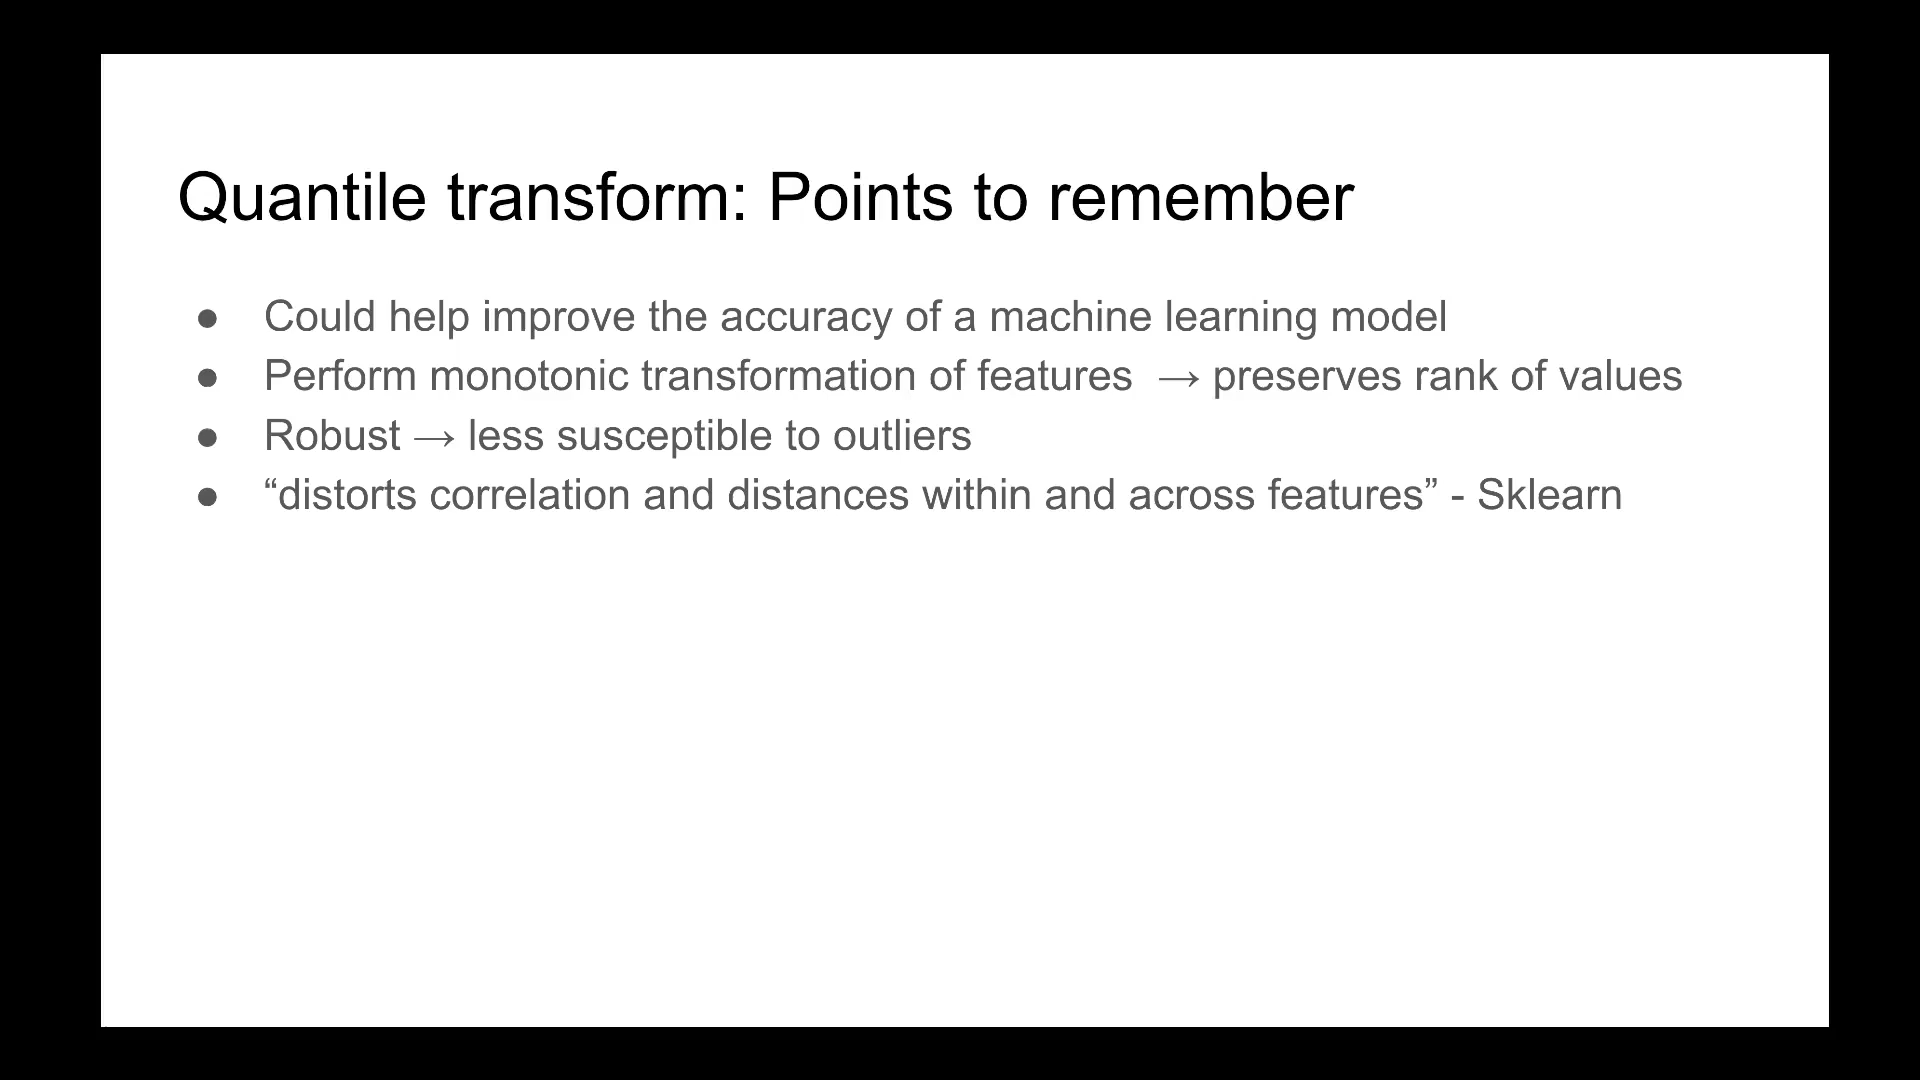 Quantile transform: Points to remember
● Could help improve the accuracy of a machine learning model
● Perform monotonic transformation of features → preserves rank of values
● Robust → less susceptible to outliers
● “distorts correlation and distances within and across features” - Sklearn